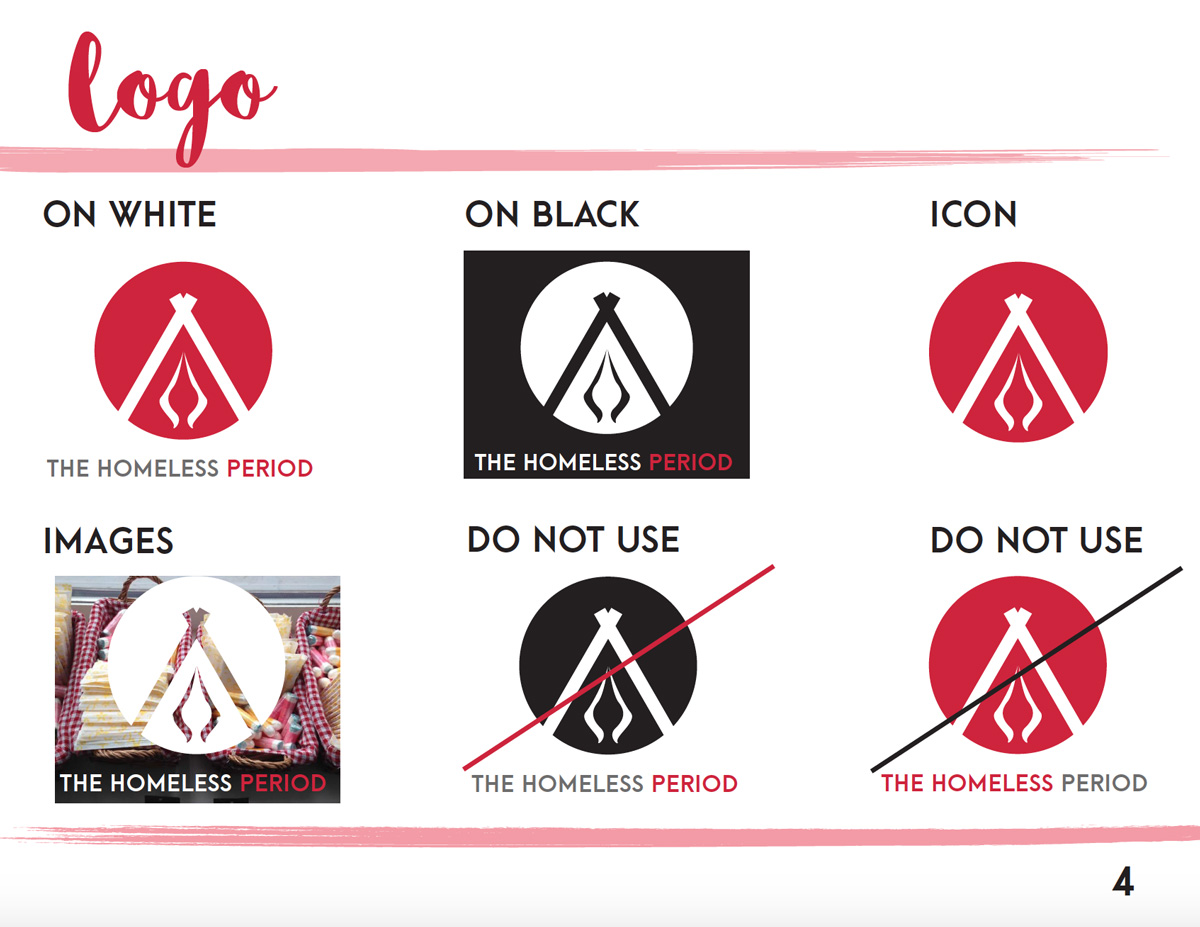 logo
ON WHITE
ON BLACK
ICON
THE HOMELESS PERIOD
THE HOMELESS PERIOD
IMAGES
DO NOT USE
DO NOT USE
THE HOMELESS PERIOD
THE HOMELESS PERIOD
THE HOMELESS PERIOD
4